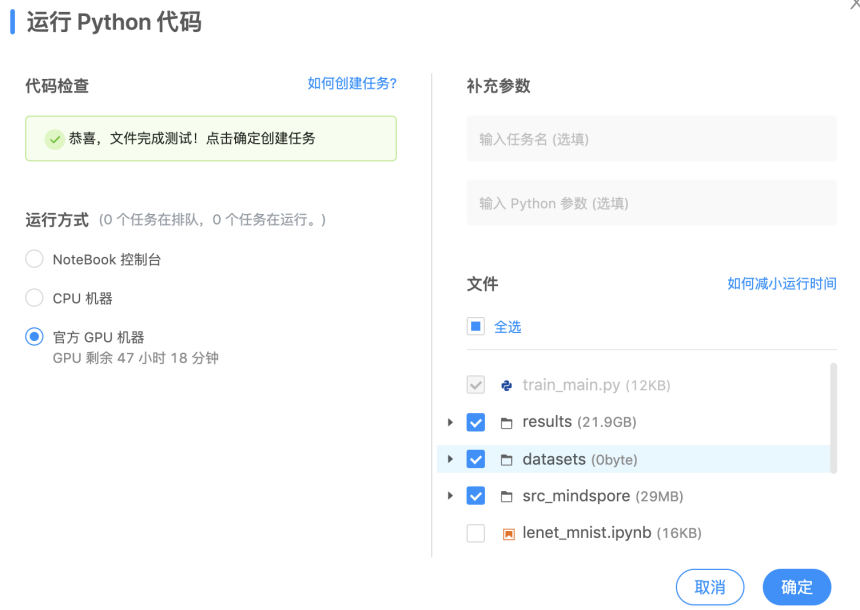 运行 Python 代码
代码检查
如何创建任务?
恭喜，文件完成测试！点击确定创建任务
运行方式 (0 个任务在排队，0 个任务在运行。)
NoteBook 控制台
CPU 机器
官方 GPU 机器
GPU 剩余 47 小时 18 分钟
补充参数
输入任务名 (选填)
输入 Python 参数 (选填)
文件
如何减小运行时间
全选
train_main.py (12KB)
results (21.9GB)
datasets (0byte)
src_mindspore (29MB)
lenet_mnist.ipynb (16KB)
取消
确定